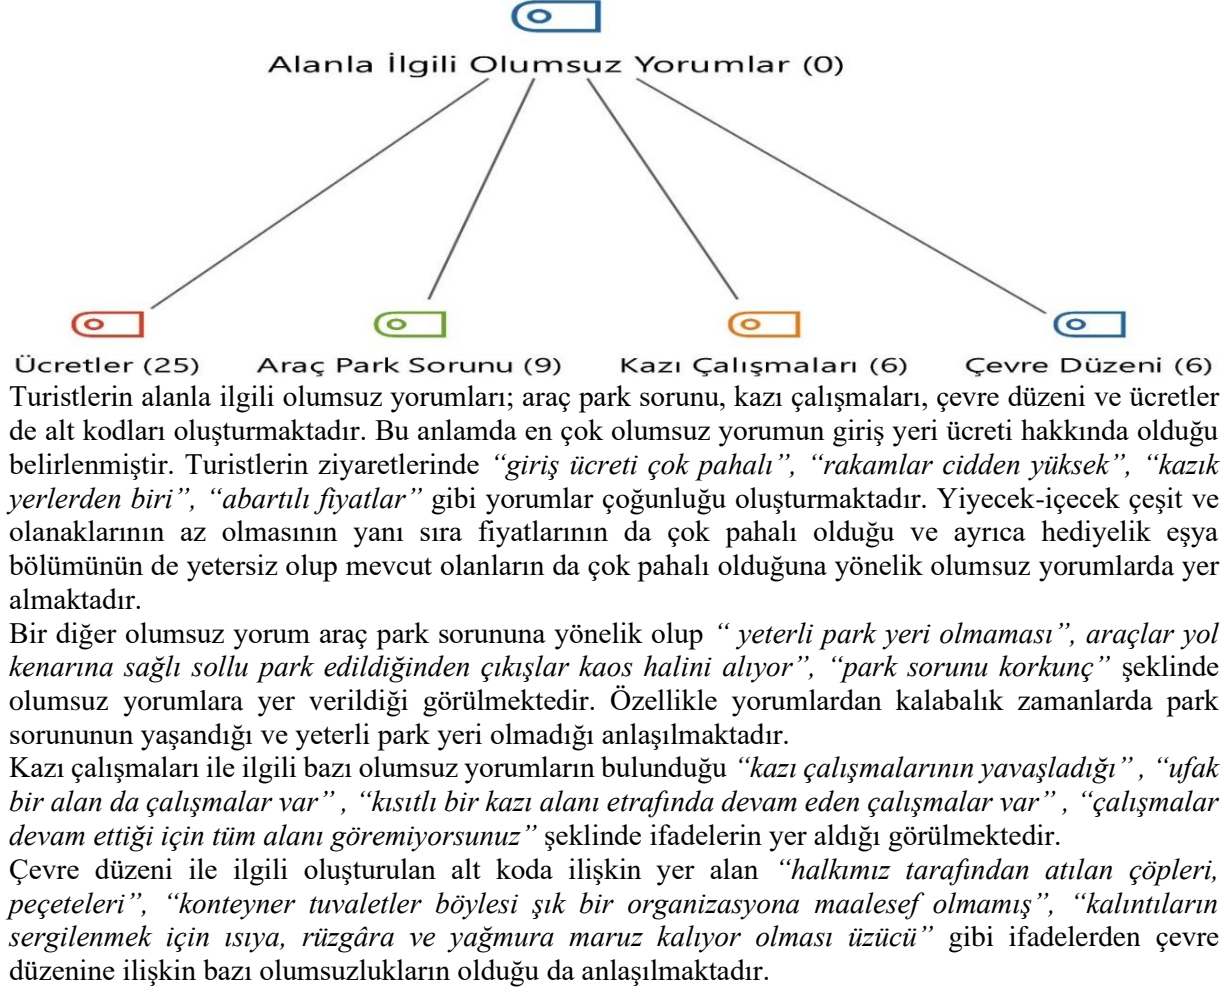 Alanla İlgili Olumsuz Yorumlar (0)
Ücretler (25) Araç Park Sorunu (9) Kazı Çalışmaları (6) Çevre Düzeni (6)
Turistlerin alanla ilgili olumsuz yorumları; araç park sorunu, kazı çalışmaları, çevre düzeni ve ücretler
de alt kodları oluşturmaktadır. Bu anlamda en çok olumsuz yorumun giriş yeri ücreti hakkında olduğu
belirlenmiştir. Turistlerin ziyaretlerinde “giriş ücreti çok pahalı”, “rakamlar cidden yüksek”, “kazık
yerlerden biri”, “abartılı fiyatlar” gibi yorumlar çoğunluğu oluşturmaktadır. Yiyecek-içecek çeşit ve
olanaklarının az olmasının yanı sıra fiyatlarının da çok pahalı olduğu ve ayrıca hediyelik eşya
bölümünün de yetersiz olup mevcut olanların da çok pahalı olduğuna yönelik olumsuz yorumlarda yer
almaktadır.
Bir diğer olumsuz yorum araç park sorununa yönelik olup “ yeterli park yeri olmaması”, araçlar yol
kenarına sağlı sollu park edildiğinden çıkışlar kaos halini alıyor”, “park sorunu korkunç” şeklinde
olumsuz yorumlara yer verildiği görülmektedir. Özellikle yorumlardan kalabalık zamanlarda park
sorununun yaşandığı ve yeterli park yeri olmadığı anlaşılmaktadır.
Kazı çalışmaları ile ilgili bazı olumsuz yorumların bulunduğu “kazı çalışmalarının yavaşladığı” , “ufak
bir alan da çalışmalar var” , “kısıtlı bir kazı alanı etrafında devam eden çalışmalar var” , “çalışmalar
devam ettiği için tüm alanı göremiyorsunuz” şeklinde ifadelerin yer aldığı görülmektedir.
Çevre düzeni ile ilgili oluşturulan alt koda ilişkin yer alan “halkımız tarafından atılan çöpleri,
peçeteleri”, “konteyner tuvaletler böylesi şık bir organizasyona maalesef olmamış”, “kalıntıların
sergilenmek için ısıya, rüzgâra ve yağmura maruz kalıyor olması üzücü” gibi ifadelerden çevre
düzenine ilişkin bazı olumsuzlukların olduğu da anlaşılmaktadır.